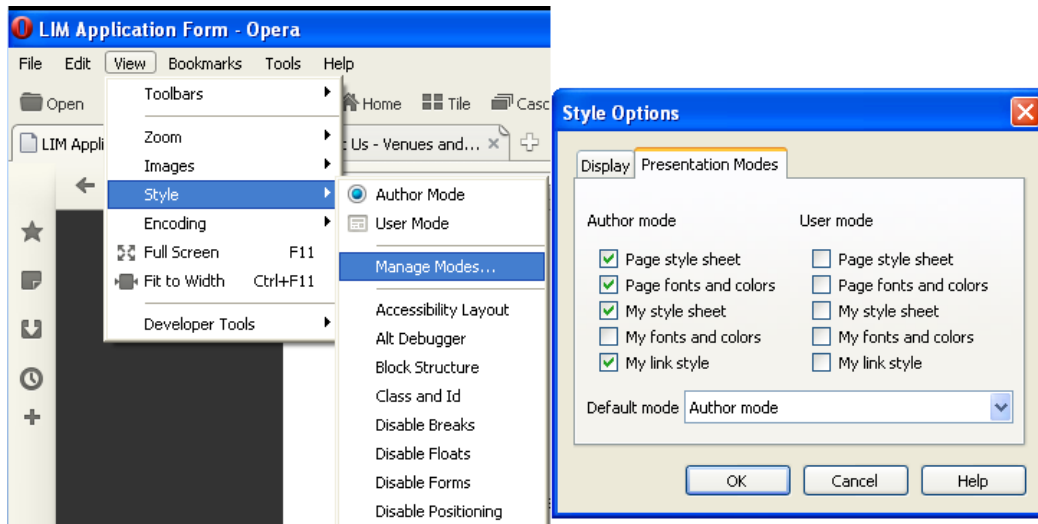 LIM Application Form - Opera
File Edit View Bookmarks Tools Help
Open Home Tile Casc
LIM Appli : Us - Venues and...
Toolbars
Zoom
Images
Style
Encoding
Full Screen F11
Fit to Width Ctrl+F11
Developer Tools
Author Mode
User Mode
Manage Modes...
Accessibility Layout
Alt Debugger
Block Structure
Class and Id
Disable Breaks
Disable Floats
Disable Forms
Disable Positioning
Style Options
Display Presentation Modes
Author mode User mode
Page style sheet Page style sheet
Page fonts and colors Page fonts and colors
My style sheet My style sheet
My fonts and colors My fonts and colors
My link style My link style
Default mode Author mode
OK Cancel Help